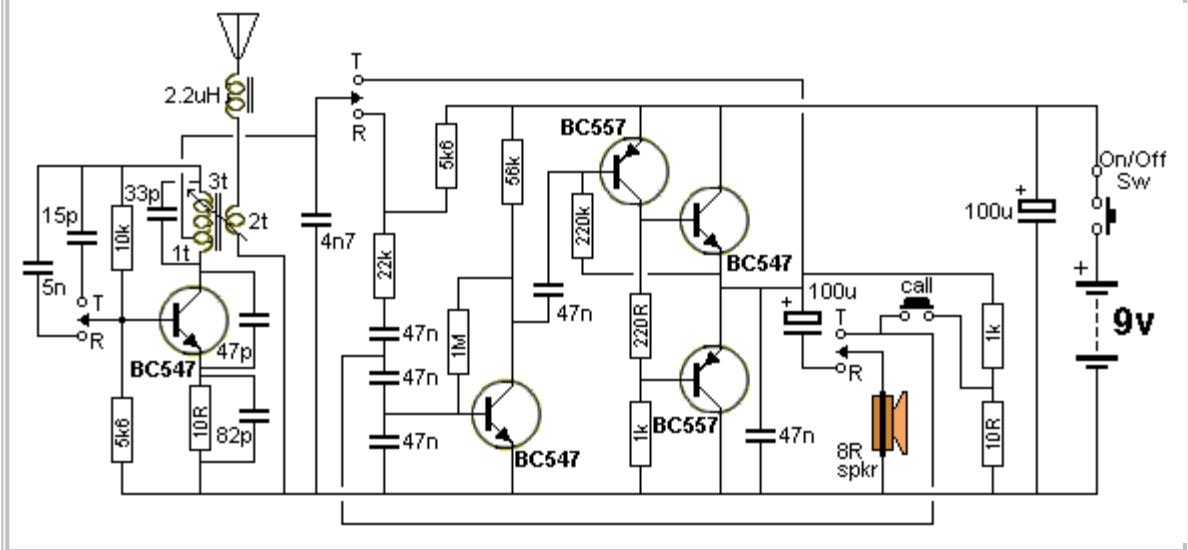 T
2.2uH
R
BC557
5k6
56k
On/Off
Sw
33p
3t
+
15p
10k
2t
100u
220k
4n7
1t
22k
BC547
+
5n
T
47n
100u
call
+
9v
R
47n
1M
220R
T
1k
BC547
47p
47n
R
5k6
10R
82p
47n
BC547
1k
BC557
47n
8R
spkr
10R